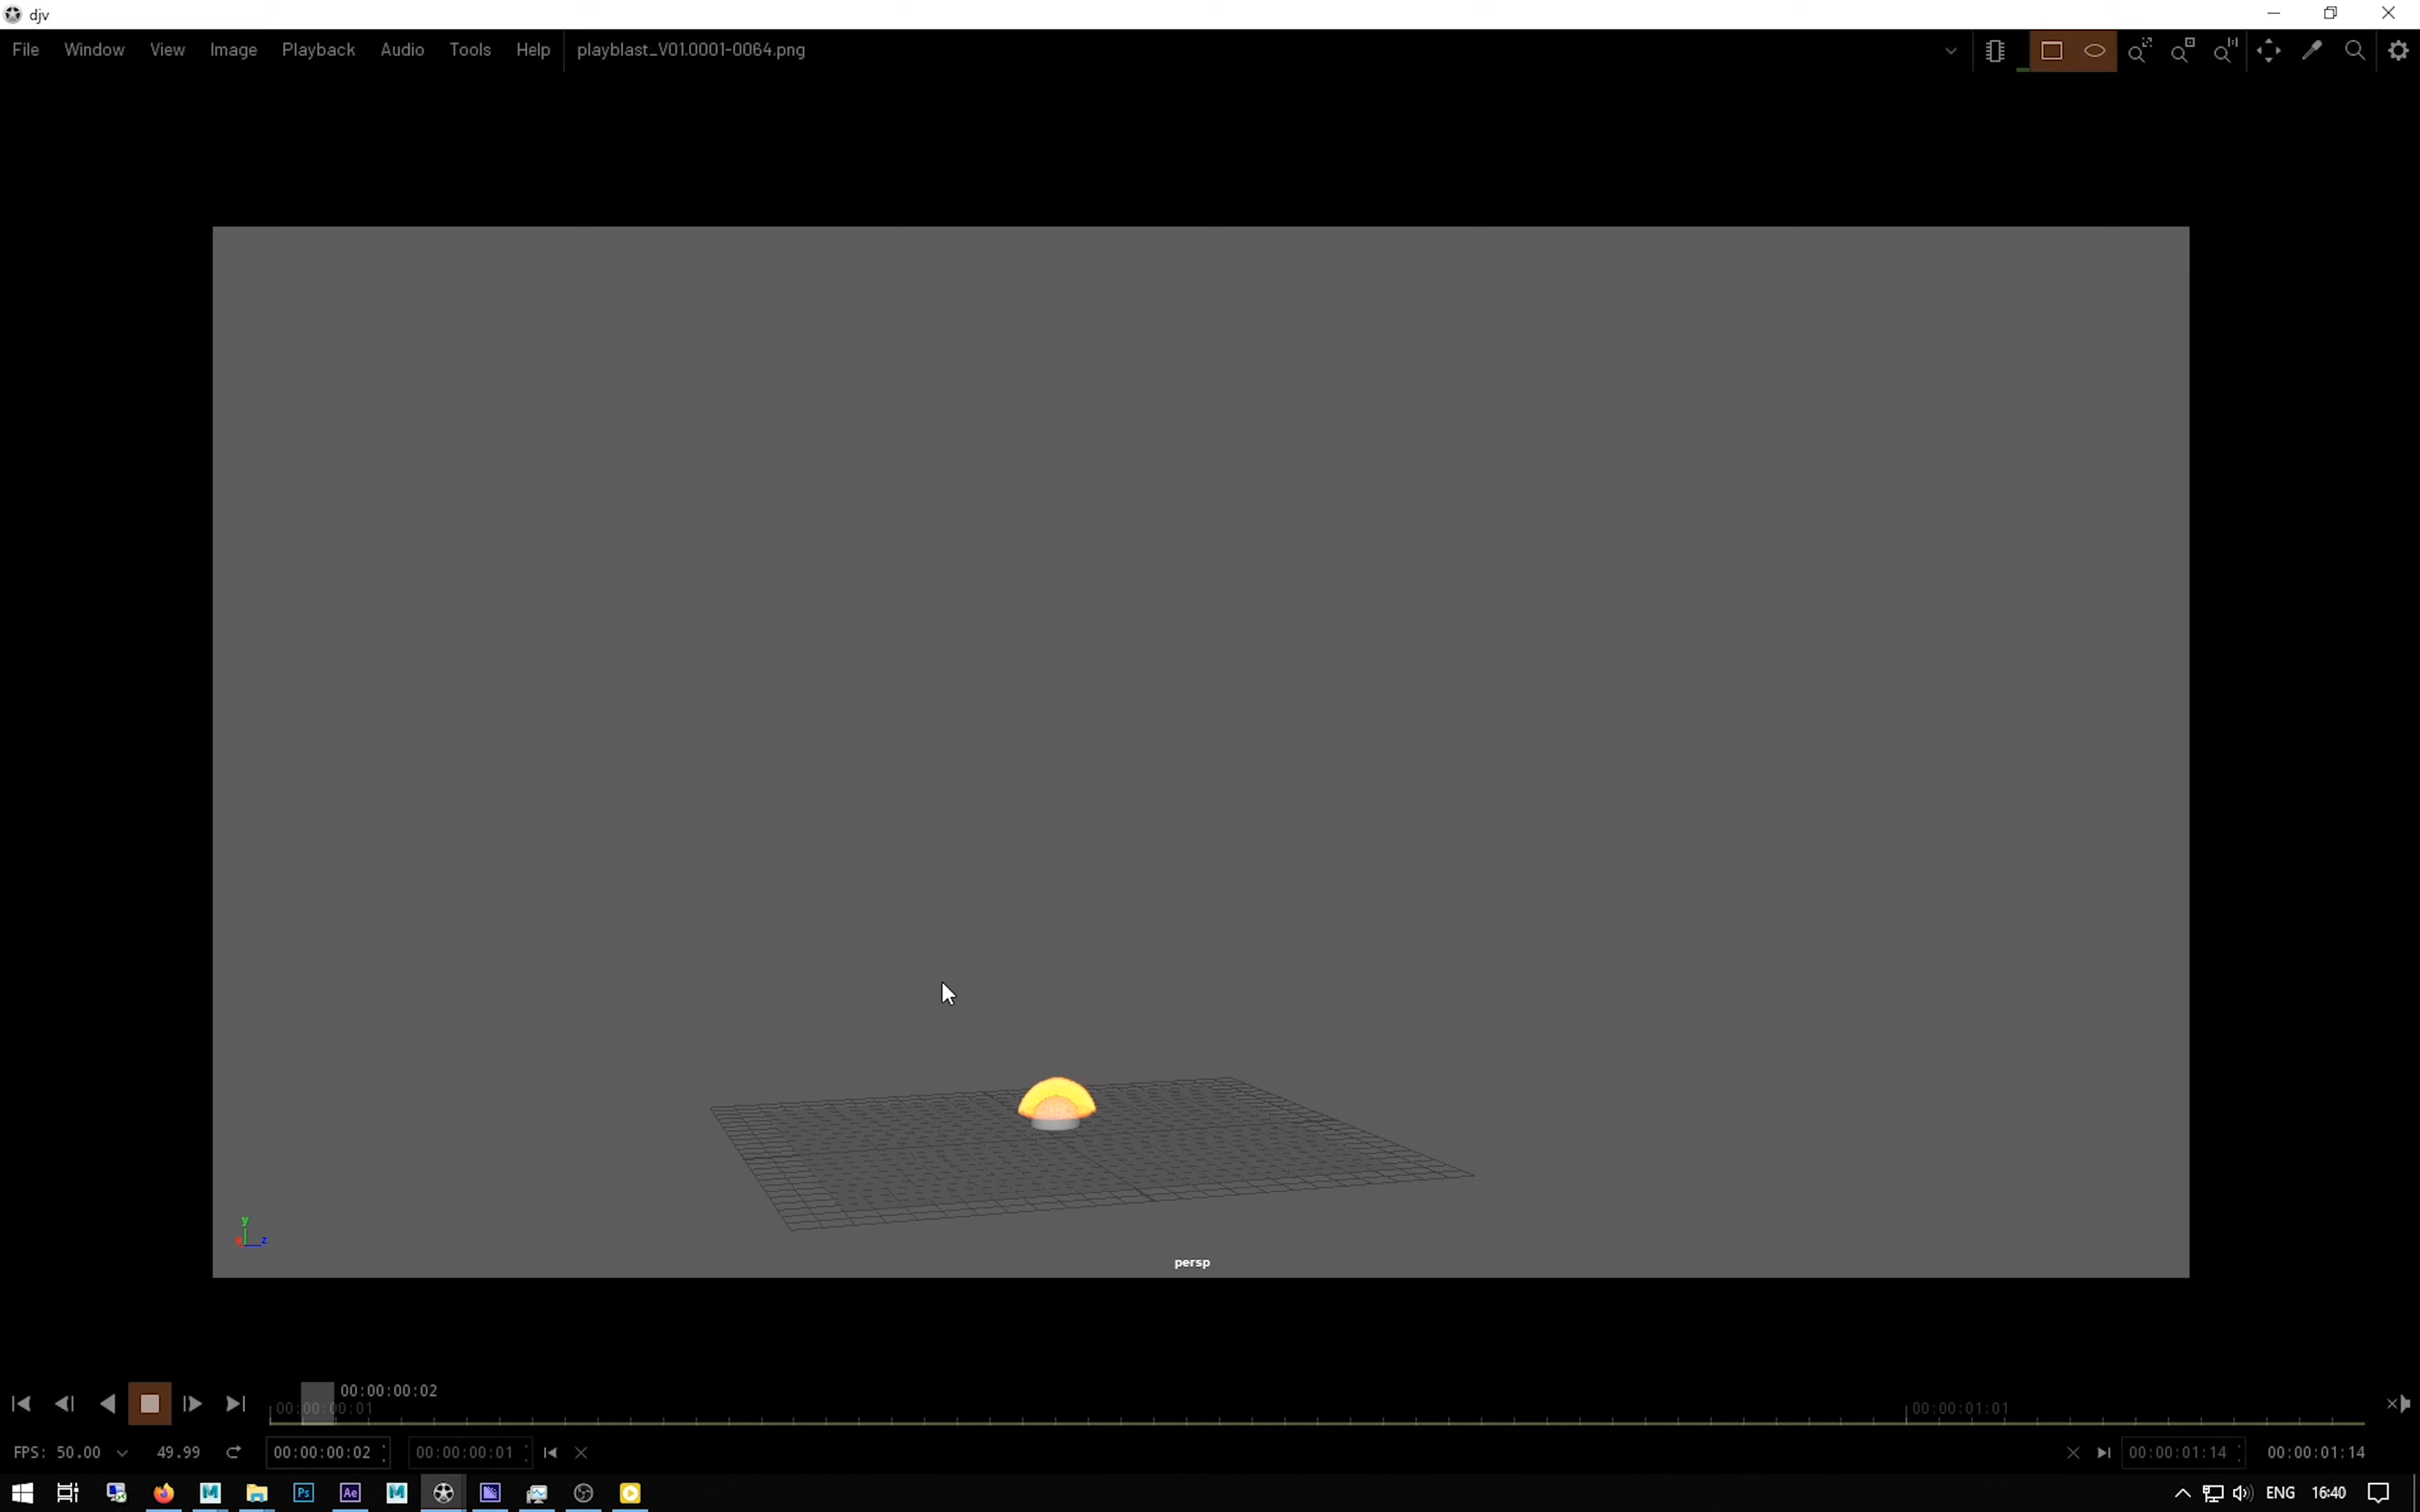 djv
File Window View Image Playback Audio Tools Help playblast_V01.0001-0064.png
y
z
persp
00:00:00:02
00:00:00:01 00:00:01:01
FPS: 50.00 49.99 00:00:00:02 00:00:00:01 00:00:01:14 00:00:01:14
M Ps Ae M ENG 16:40